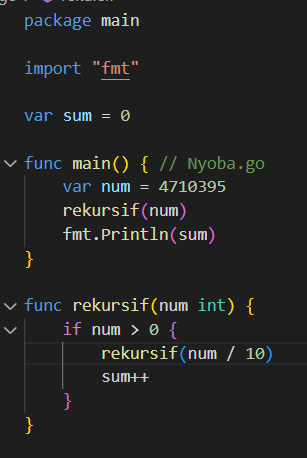 package main
import "fmt"
var sum = 0
func main() { // Nyoba.go
    var num = 4710395
    rekursif(num)
    fmt.Println(sum)
}
func rekursif(num int) {
    if num > 0 {
        rekursif(num / 10)
        sum++
    }
}